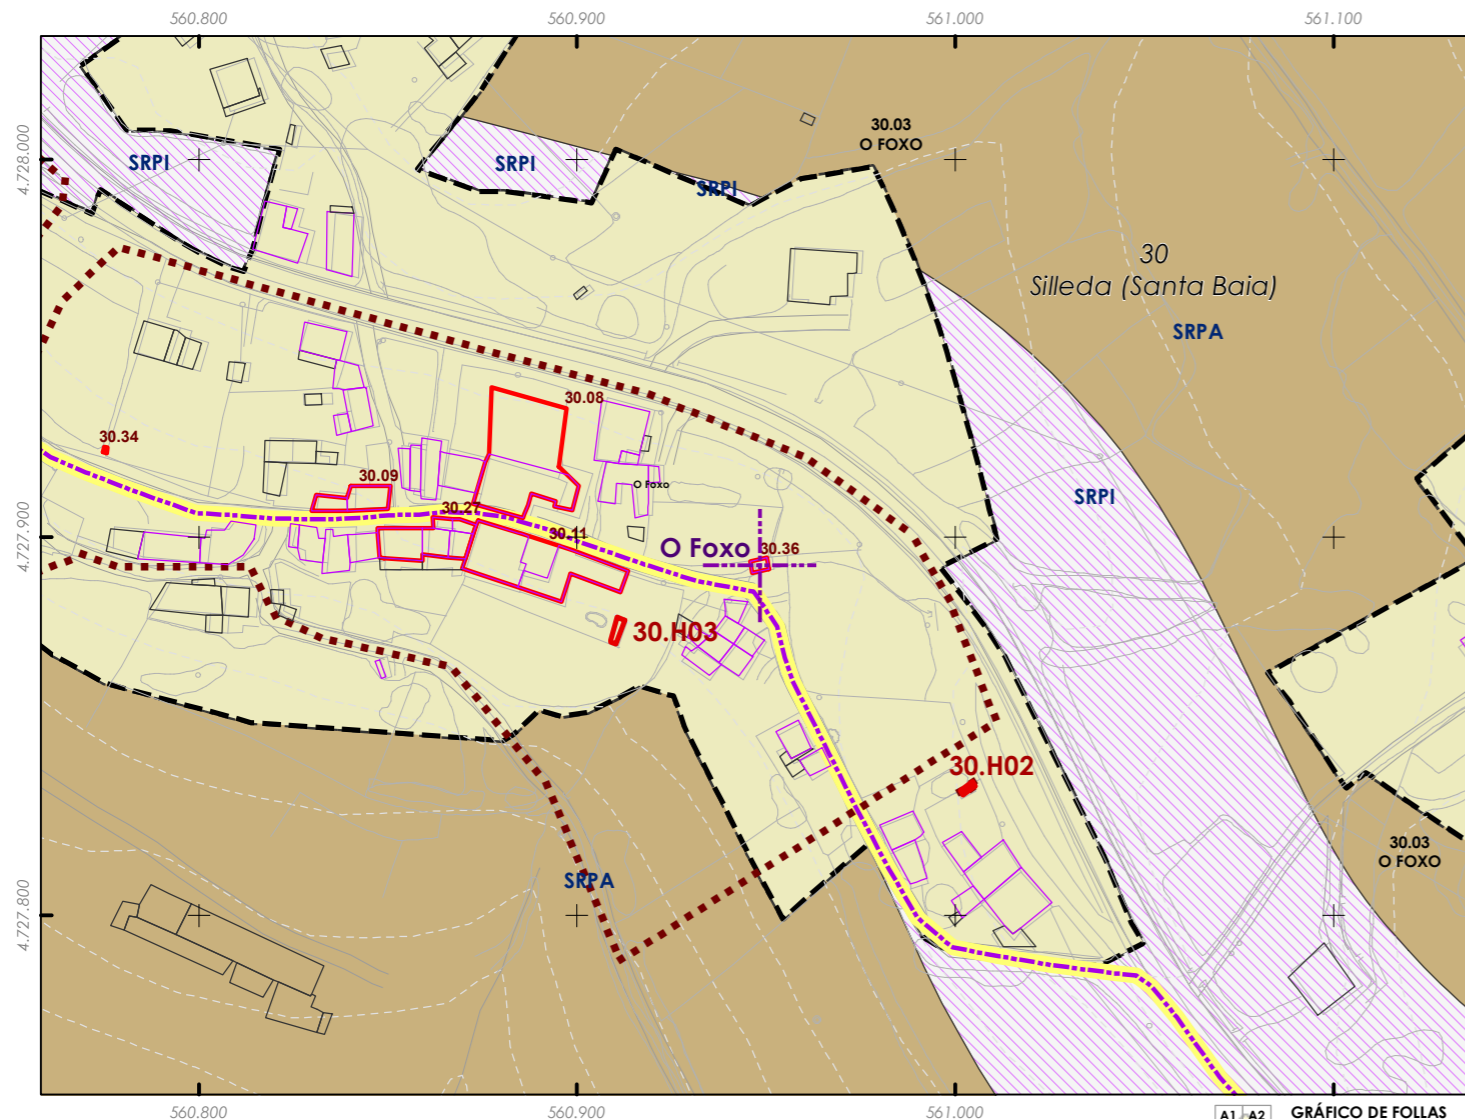 560.800
560.900
561.000
561.100
4.728.000
30.03
O FOXO
SRPI
SRPI
SRPI
30
Silleda (Santa Baia)
SRPA
30.08
30.34
30.09
O Foxo
SRPI
30.27
4.727.900
30.11
O Foxo
30.36
30.H03
30.H02
30.03
O FOXO
SRPA
4.727.800
560.800
560.900
561.000
A1
A2
GRÁFICO DE FOLLAS